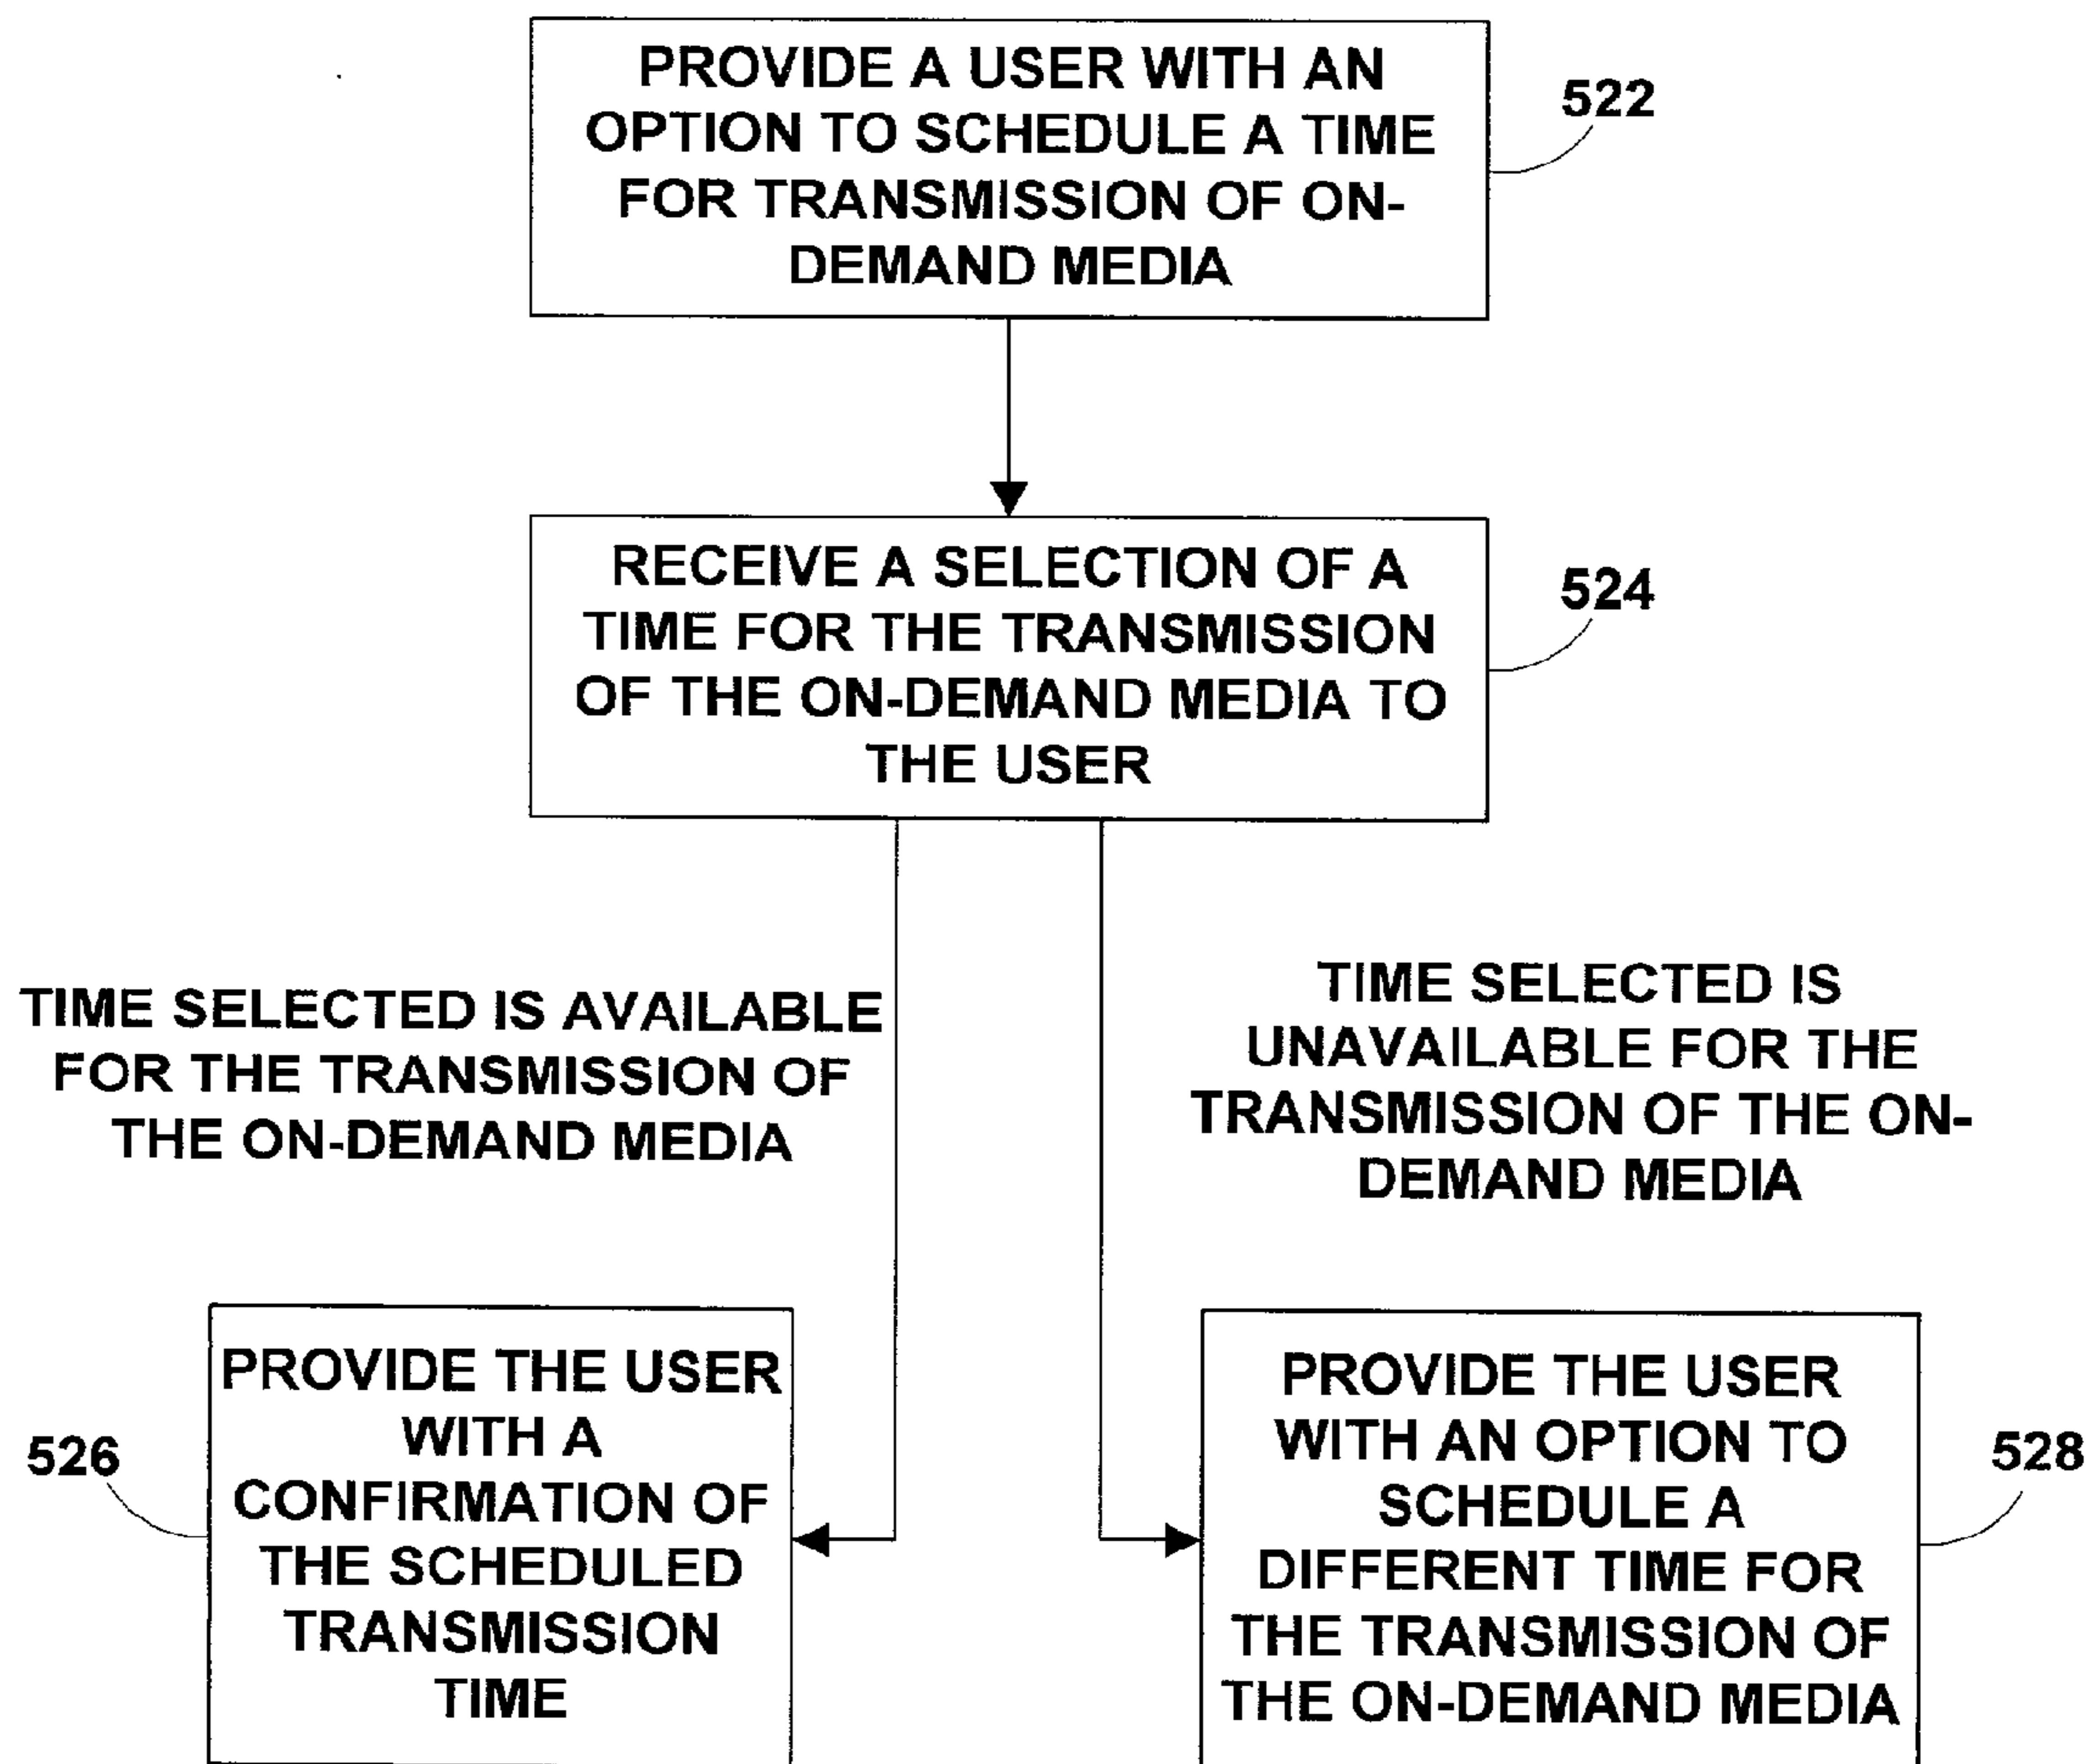 PROVIDE A USER WITH AN
OPTION TO SCHEDULE A TIME
FOR TRANSMISSION OF ON-
DEMAND MEDIA
522
RECEIVE A SELECTION OF A
TIME FOR THE TRANSMISSION
OF THE ON-DEMAND MEDIA TO
THE USER
524
TIME SELECTED IS AVAILABLE
FOR THE TRANSMISSION OF
THE ON-DEMAND MEDIA
TIME SELECTED IS
UNAVAILABLE FOR THE
TRANSMISSION OF THE ON-
DEMAND MEDIA
PROVIDE THE USER
WITH A
CONFIRMATION OF
THE SCHEDULED
TRANSMISSION
TIME
526
PROVIDE THE USER
WITH AN OPTION TO
SCHEDULE A
DIFFERENT TIME FOR
THE TRANSMISSION OF
THE ON-DEMAND MEDIA
528